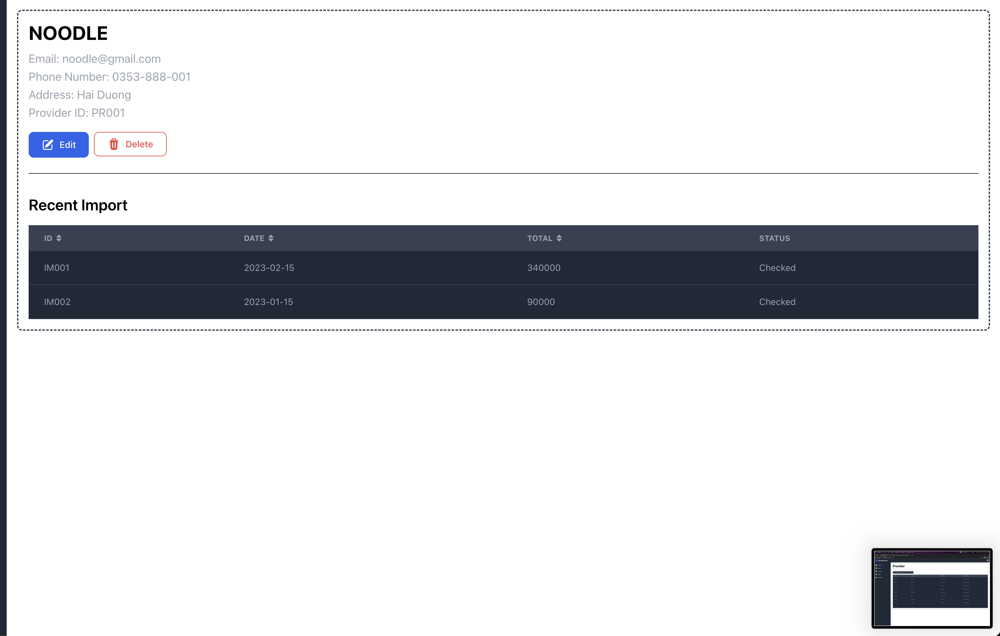 NOODLE
Email: noodle@gmail.com
Phone Number: 0353-888-001
Address: Hai Duong
Provider ID: PR001
Edit Delete
Recent Import
ID DATE TOTAL STATUS
IM001 2023-02-15 340000 Checked
IM002 2023-01-15 90000 Checked
Management
Provider